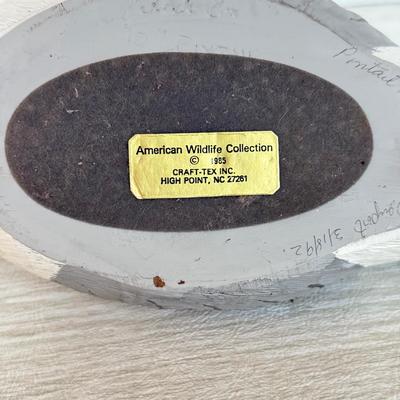 Pintail
American Wildlife Collection
© 1985
CRAFT-TEX INC.
HIGH POINT, NC 27261
3/18/92.